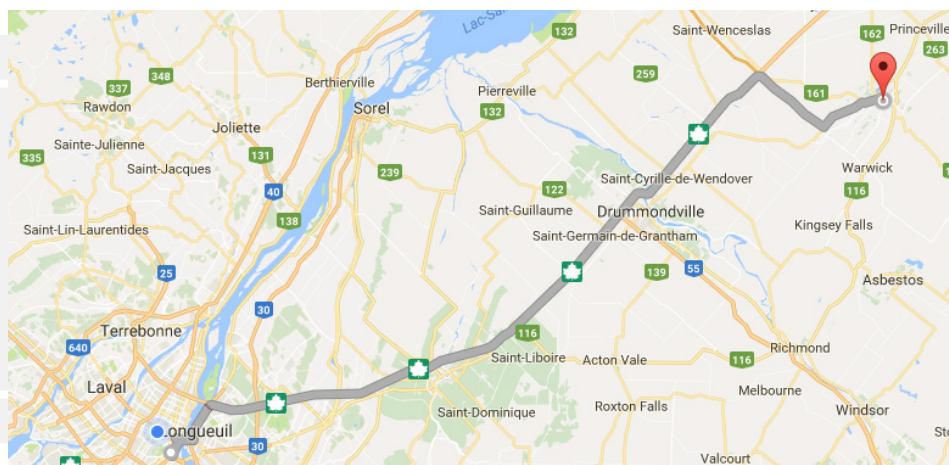 Lac-Sai
132
Saint-Wenceslas
162
Princeville
263
337
348
Berthierville
259
Pierreville
161
Rawdon
Sorel
132
Joliette
Sainte-Julienne
335
131
Saint-Jacques
239
Warwick
40
122
Saint-Cyrille-de-Wendover
116
138
Saint-Guillaume
Drummondville
Saint-Lin-Laurentides
Kingsey Falls
Saint-Germain-de-Grantham
25
139
55
Asbestos
30
Terrebonne
116
640
Saint-Liboire
Acton Vale
116
Richmond
Laval
Melbourne
Saint-Dominique
Roxton Falls
Windsor
Longueuil
30
Sto
Valcourt